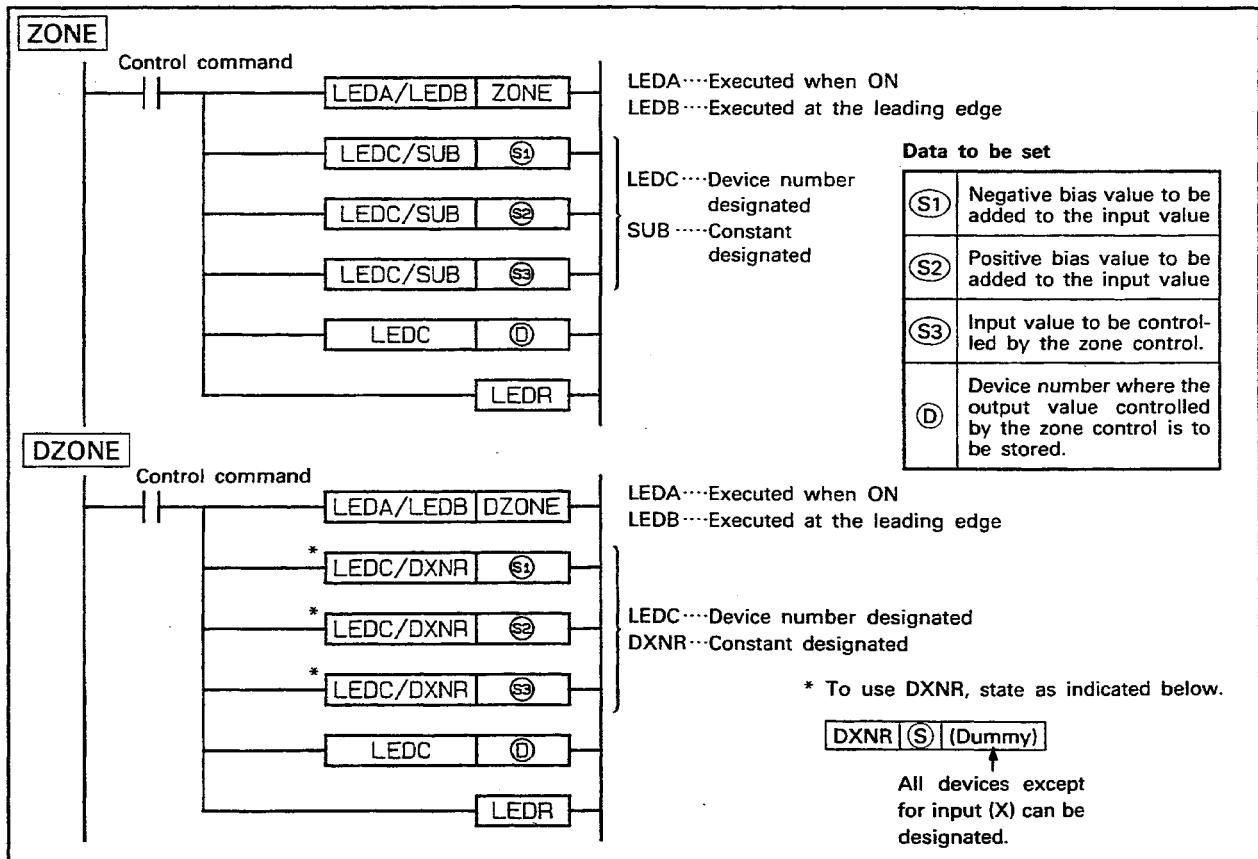 ZONE
Control command
LEDA/LEDB ZONE
LEDA····Executed when ON
LEDB····Executed at the leading edge
LEDC/SUB S1
LEDC/SUB S2
LEDC/SUB S3
LEDC····Device number
designated
SUB ·····Constant
designated
LEDC D
LEDR
Data to be set
S1 Negative bias value to be
added to the input value
S2 Positive bias value to be
added to the input value
S3 Input value to be control-
led by the zone control.
D Device number where the
output value controlled
by the zone control is to
be stored.
DZONE
Control command
LEDA/LEDB DZONE
LEDA····Executed when ON
LEDB····Executed at the leading edge
* LEDC/DXNR S1
* LEDC/DXNR S2
* LEDC/DXNR S3
LEDC····Device number designated
DXNR···Constant designated
LEDC D
LEDR
* To use DXNR, state as indicated below.
DXNR S (Dummy)
All devices except
for input (X) can be
designated.